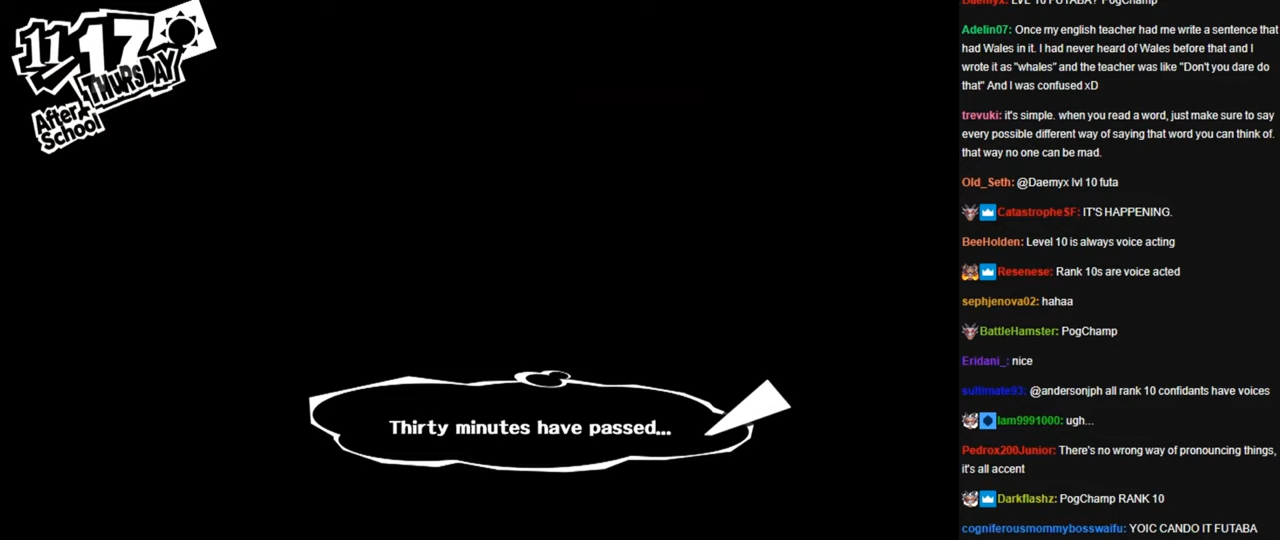 11 17
THURSDAY
After
School
Thirty minutes have passed...
Daemyx: LVL 10 FUTABA? PogChamp
Adelin07: Once my english teacher had me write a sentence that
had Wales in it. I had never heard of Wales before that and I
wrote it as "whales" and the teacher was like "Don't you dare do
that" And I was confused xD
trevuki: it's simple. when you read a word, just make sure to say
every possible different way of saying that word you can think of.
that way no one can be mad.
Old_Seth: @Daemyx lvl 10 futa
CatastropheSF: IT'S HAPPENING.
BeeHolden: Level 10 is always voice acting
Resenese: Rank 10s are voice acted
sephjenova02: hahaa
BattleHamster: PogChamp
Eridani_: nice
sultimate93: @andersonjph all rank 10 confidants have voices
Iam9991000: ugh...
Pedrox200Junior: There's no wrong way of pronouncing things,
it's all accent
Darkflashz: PogChamp RANK 10
cogniferousmommybosswaifu: YOIC CANDO IT FUTABA